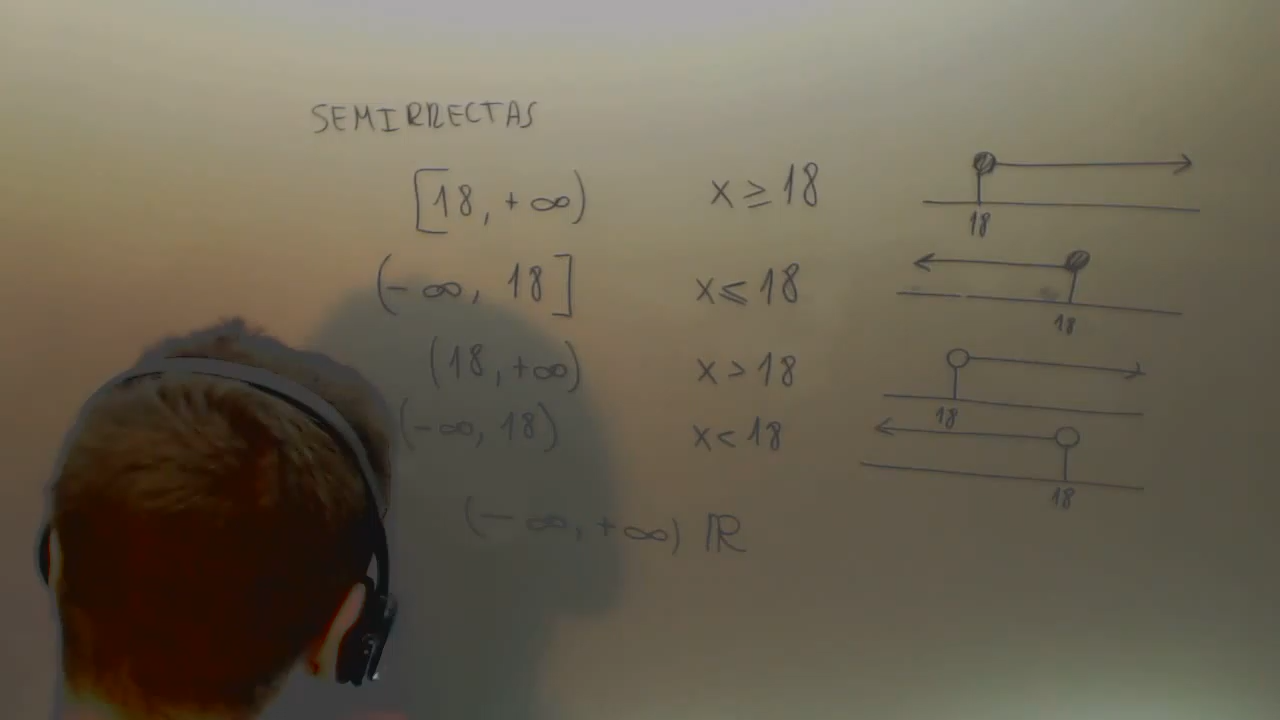 SEMIRRECTAS
[18, +∞) x ≥ 18 18
(-∞, 18] x ≤ 18 18
(18, +∞) x > 18 18
(-∞, 18) x < 18 18
(-∞, +∞) ℝ